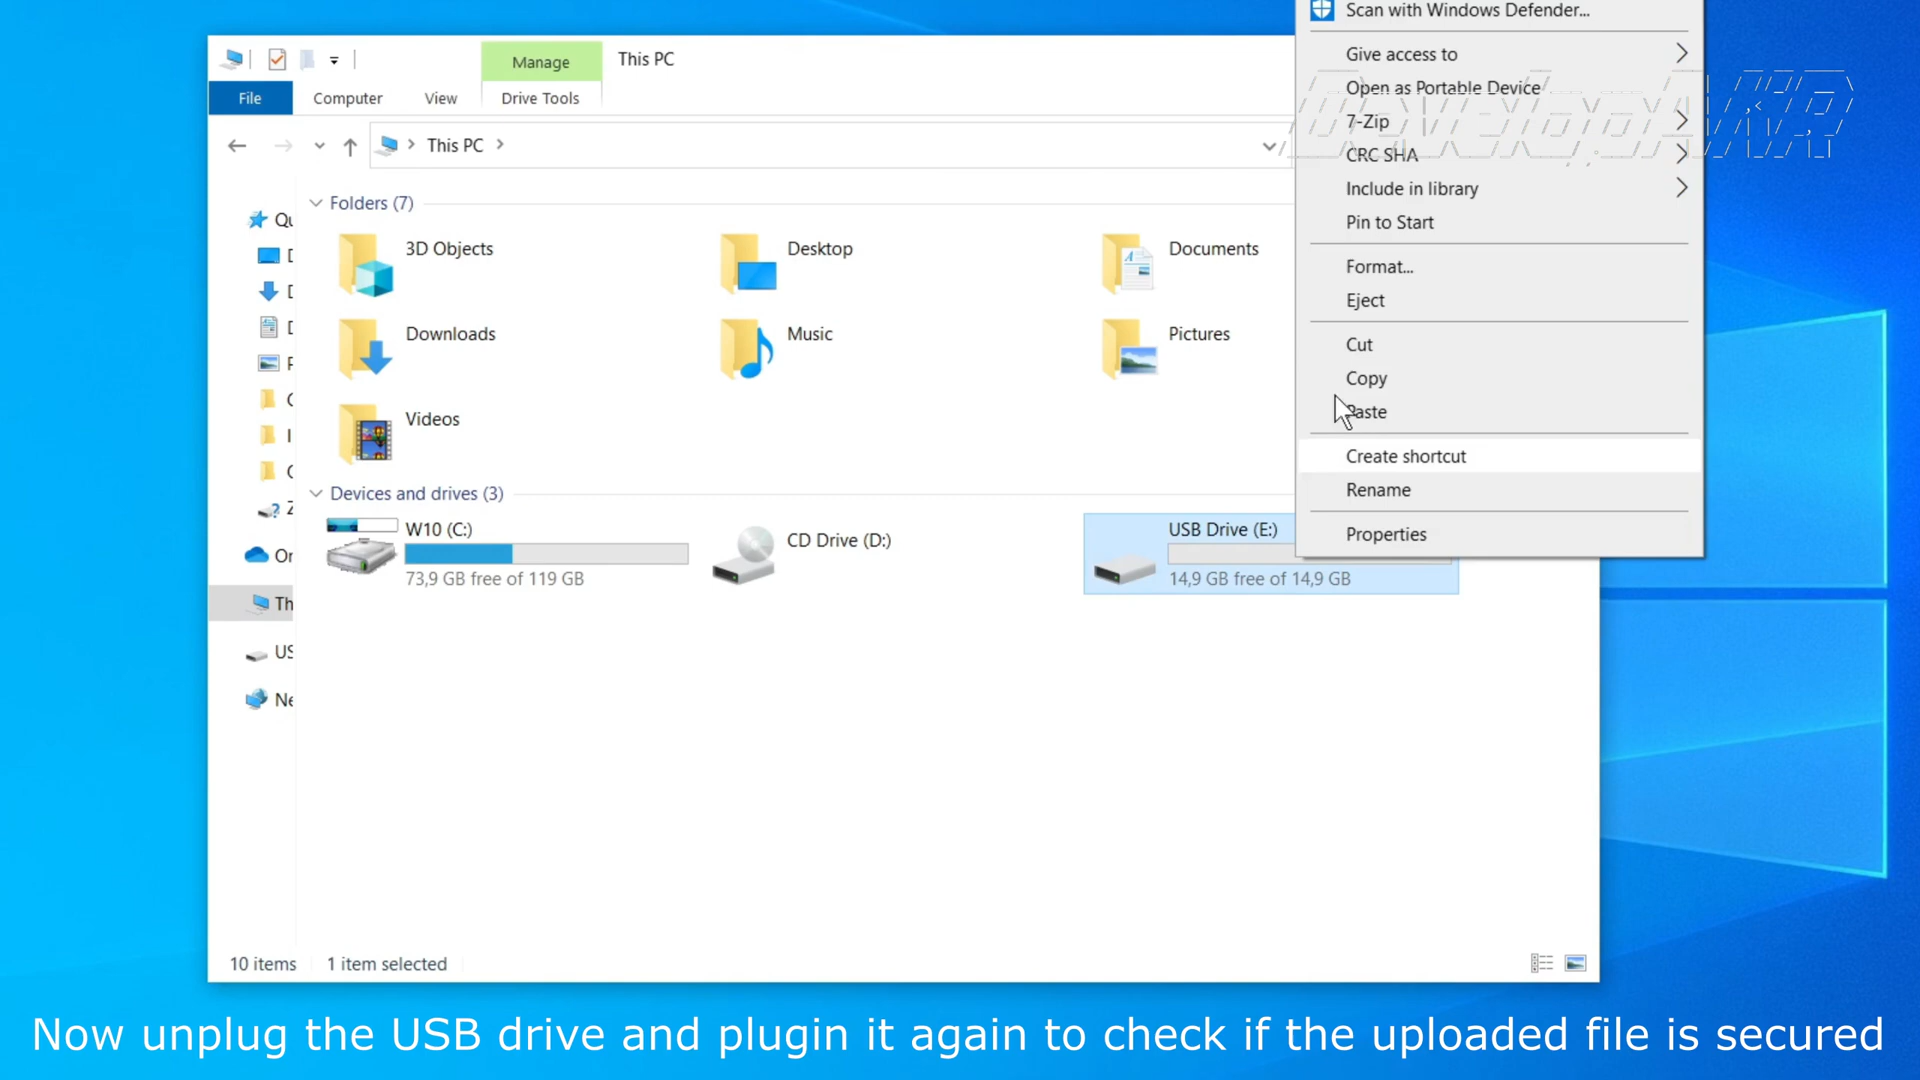 Scan with Windows Defender...
Manage
This PC
Give access to
File
Computer
View
Drive Tools
Open as Portable Device
7-Zip
This PC
CRC SHA
Include in library
Folders (7)
Pin to Start
3D Objects
Desktop
Documents
Format...
Eject
Downloads
Music
Pictures
Cut
Copy
Paste
Videos
Create shortcut
Rename
Devices and drives (3)
W10 (C:)
73,9 GB free of 119 GB
CD Drive (D:)
USB Drive (E:)
14,9 GB free of 14,9 GB
Properties
10 items
1 item selected
Now unplug the USB drive and plugin it again to check if the uploaded file is secured